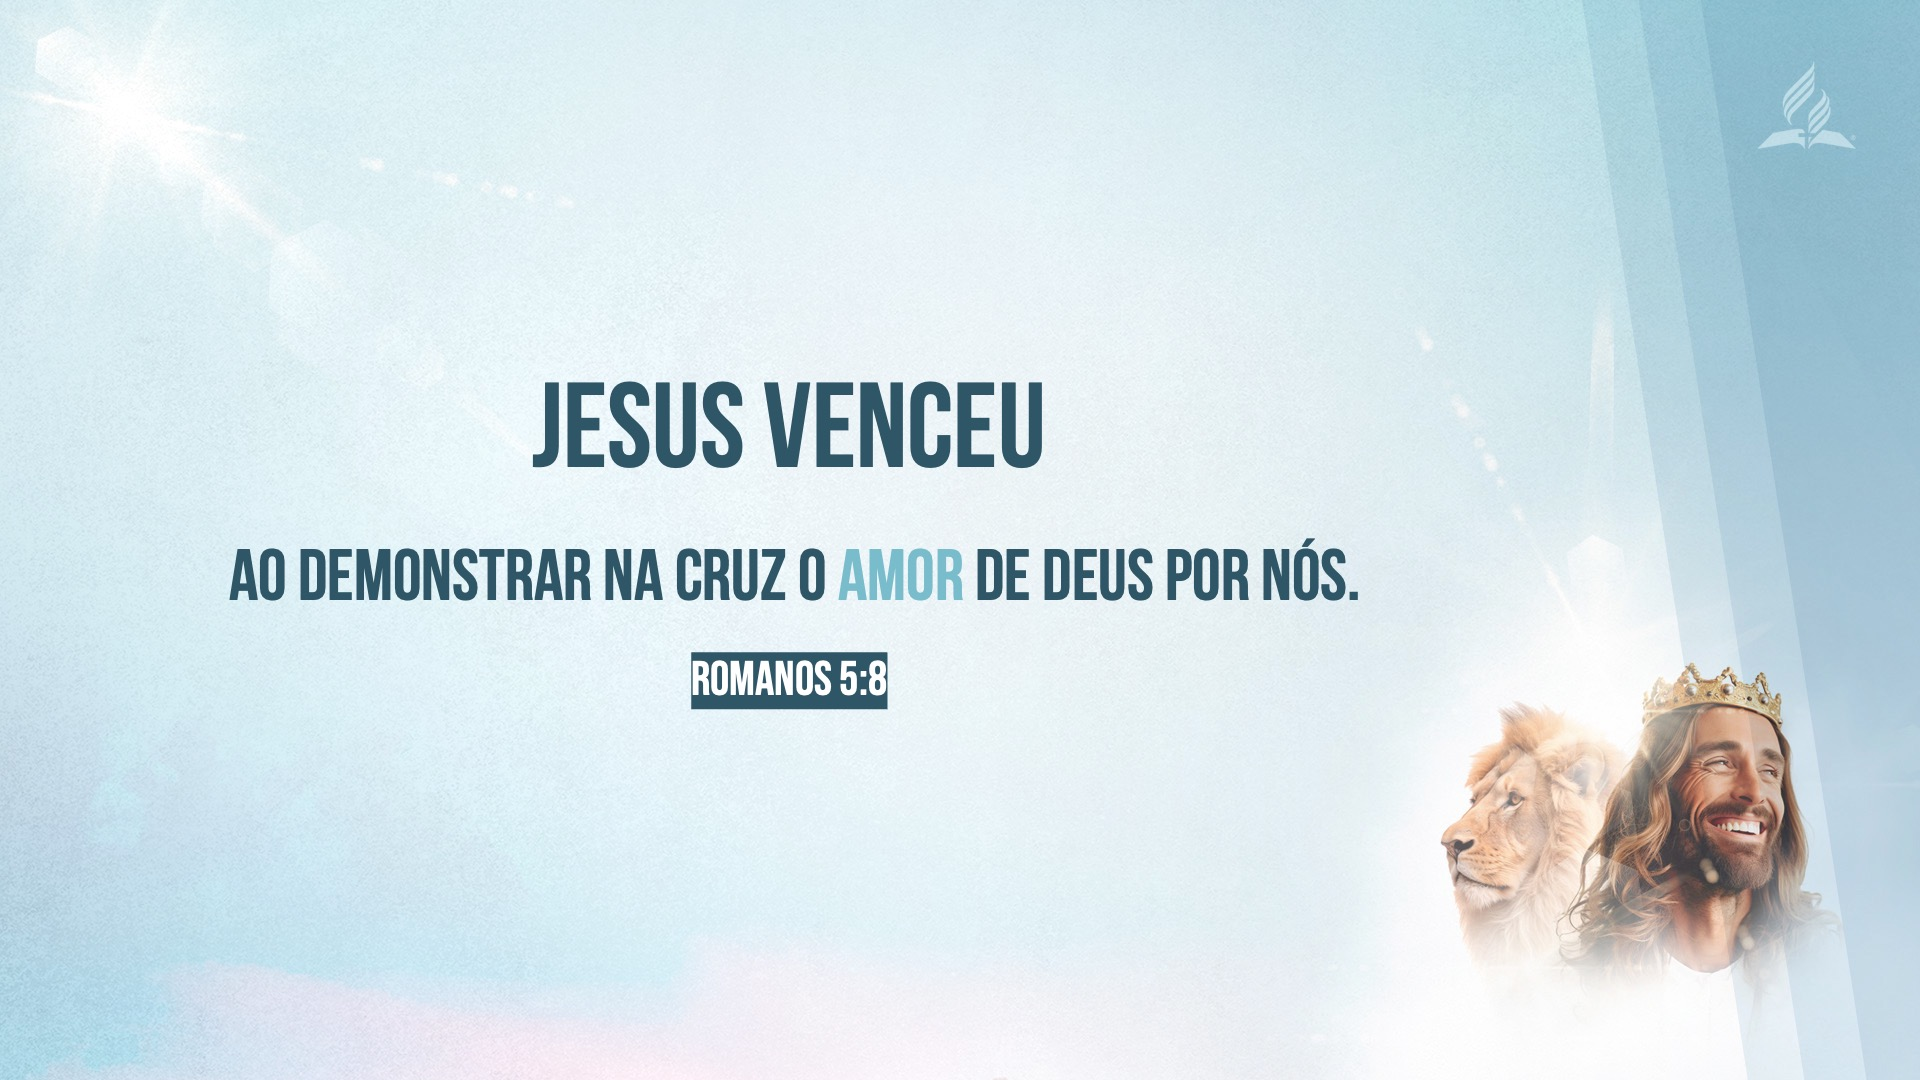 JESUS VENCEU
AO DEMONSTRAR NA CRUZ O AMOR DE DEUS POR NÓS.
ROMANOS 5:8